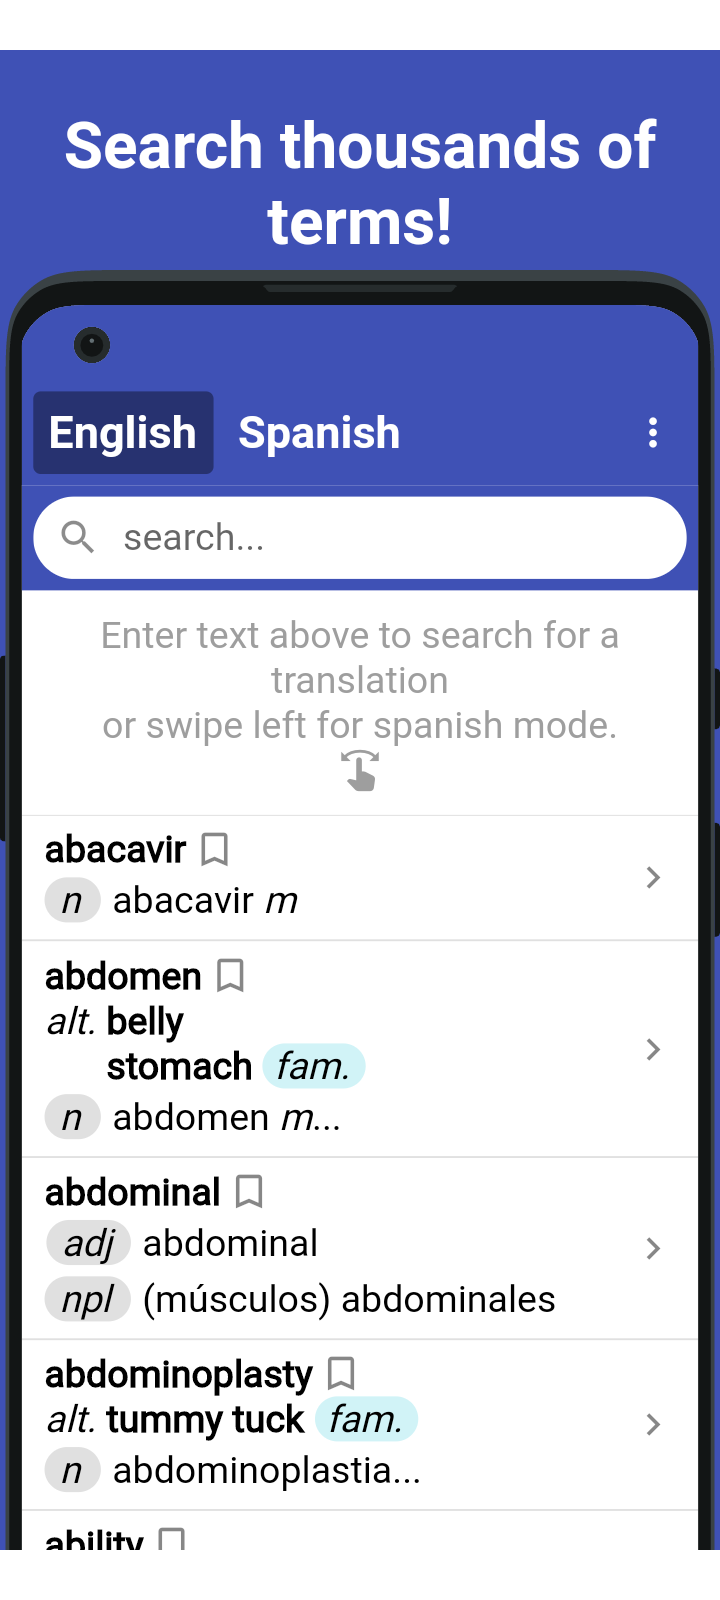 Search thousands of
terms!
English Spanish
search...
Enter text above to search for a
translation
or swipe left for spanish mode.
abacavir
n abacavir m
abdomen
alt. belly
stomach fam.
n abdomen m...
abdominal
adj abdominal
npl (músculos) abdominales
abdominoplasty
alt. tummy tuck fam.
n abdominoplastia...
ability